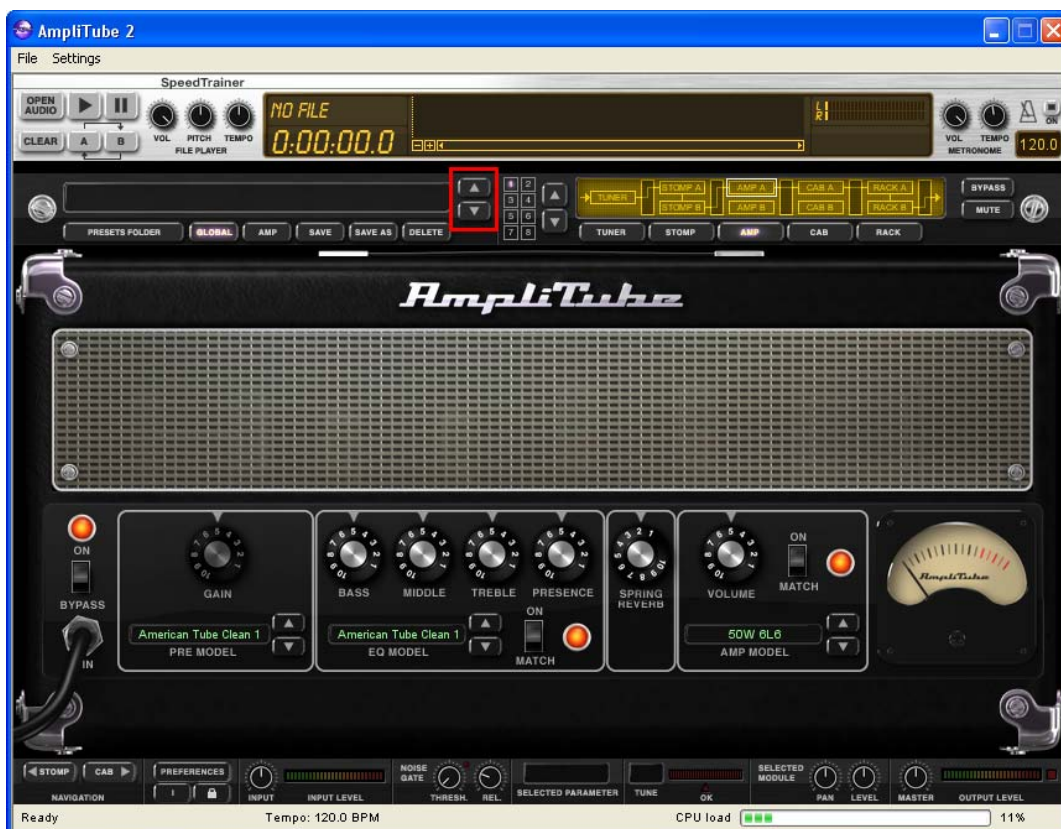 AmpliTube 2
File Settings
SpeedTrainer
OPEN AUDIO
CLEAR A B
VOL PITCH TEMPO
FILE PLAYER
NO FILE
0:00:00.0
L
R
VOL TEMPO
METRONOME
ON
120.0
PRESETS FOLDER GLOBAL AMP SAVE SAVE AS DELETE
1 2
3 4
5 6
7 8
TUNER STOMP A AMP A CAB A RACK A
STOMP B AMP B CAB B RACK B
TUNER STOMP AMP CAB RACK
BYPASS
MUTE
AmpliTube
ON
BYPASS
IN
GAIN
American Tube Clean 1
PRE MODEL
BASS MIDDLE TREBLE PRESENCE
American Tube Clean 1
EQ MODEL
ON
MATCH
SPRING
REVERB
VOLUME
ON
MATCH
50W 6L6
AMP MODEL
AmpliTube
STOMP CAB
NAVIGATION
PREFERENCES
INPUT INPUT LEVEL
NOISE
GATE
THRESH. REL.
SELECTED PARAMETER
TUNE OK
SELECTED
MODULE
PAN LEVEL
MASTER OUTPUT LEVEL
Ready Tempo: 120.0 BPM CPU load 11%